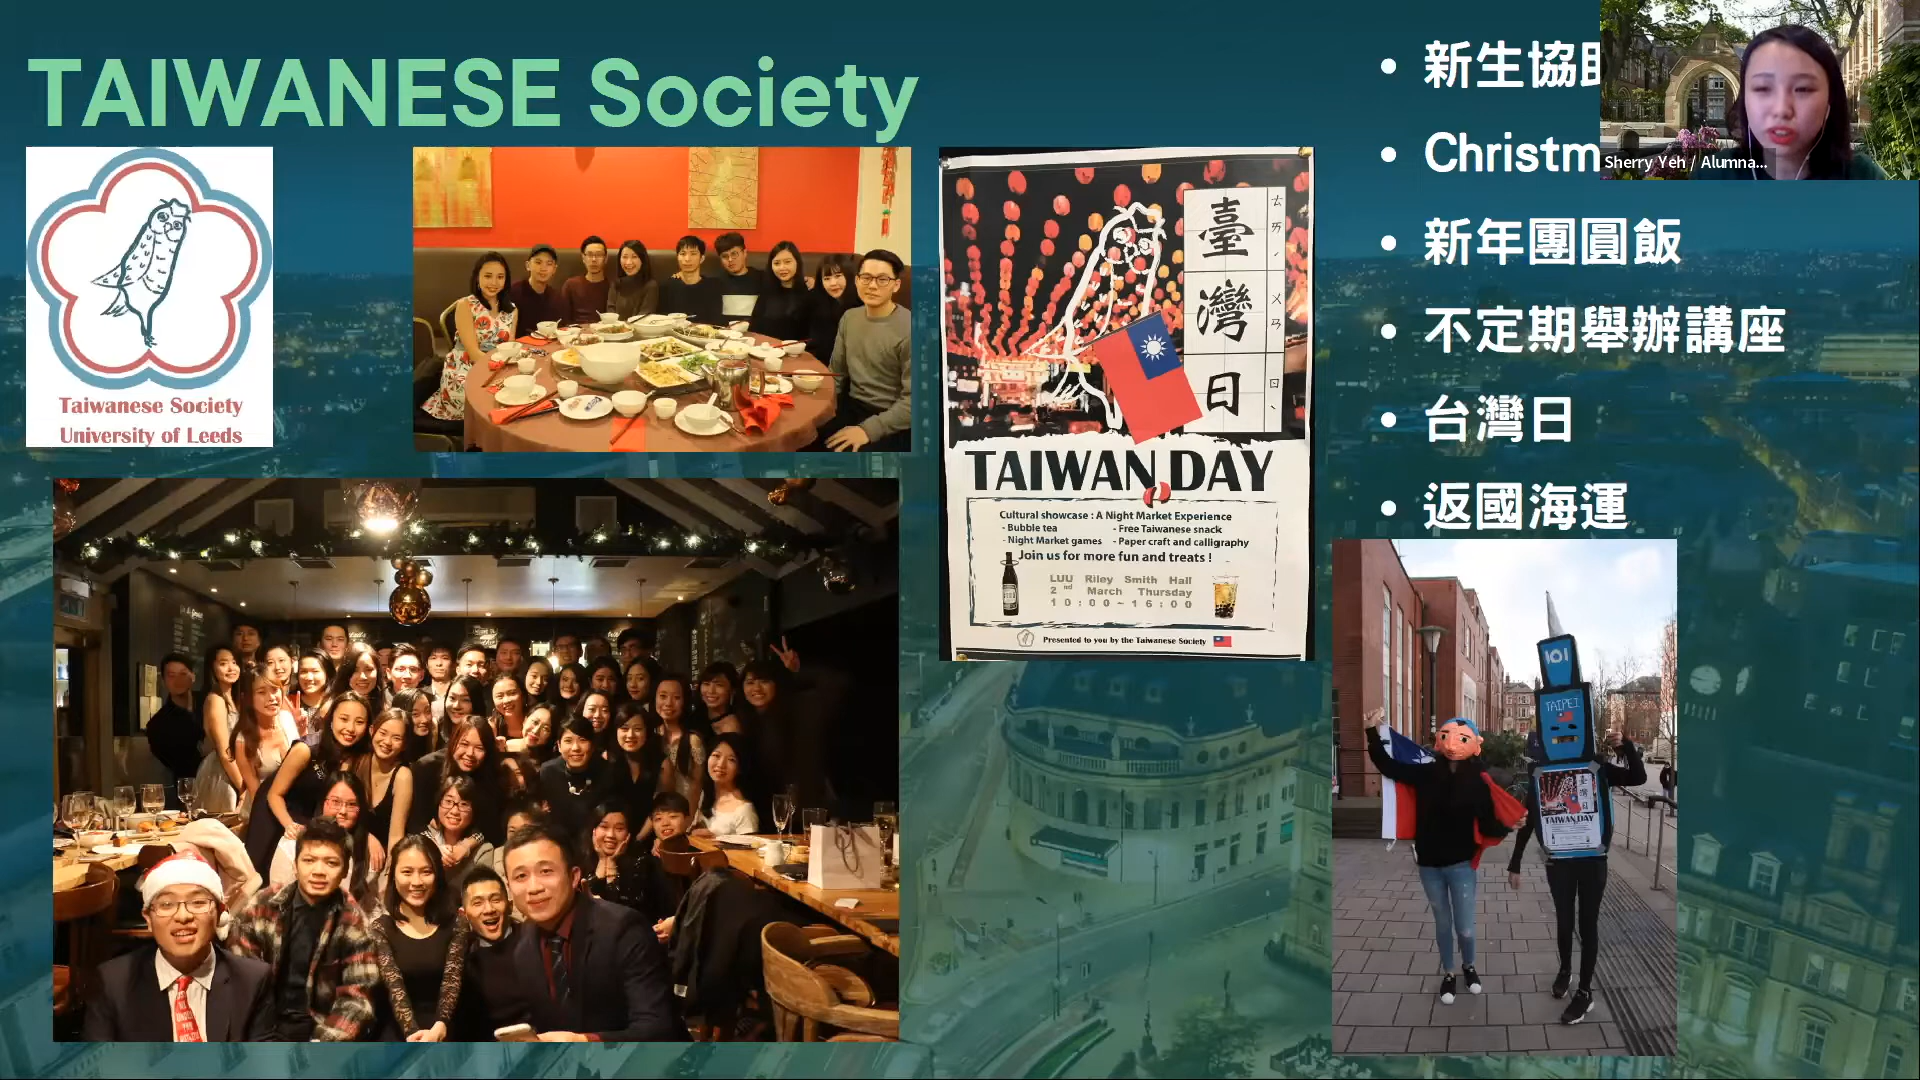 TAIWANESE Society
Taiwanese Society
University of Leeds
臺灣日
ㄊㄞˊ ㄨㄢ ㄖˋ
TAIWAN DAY
Cultural showcase : A Night Market Experience
- Bubble tea - Free Taiwanese snack
- Night Market games - Paper craft and calligraphy
Join us for more fun and treats !
LUU Riley Smith Hall
2nd March Thursday
10:00~16:00
Presented to you by the Taiwanese Society
• 新生協
• Christm
• 新年團圓飯
• 不定期舉辦講座
• 台灣日
• 返國海運
Sherry Yeh / Alumna...
101
TAIPEI
TAIWAN DAY